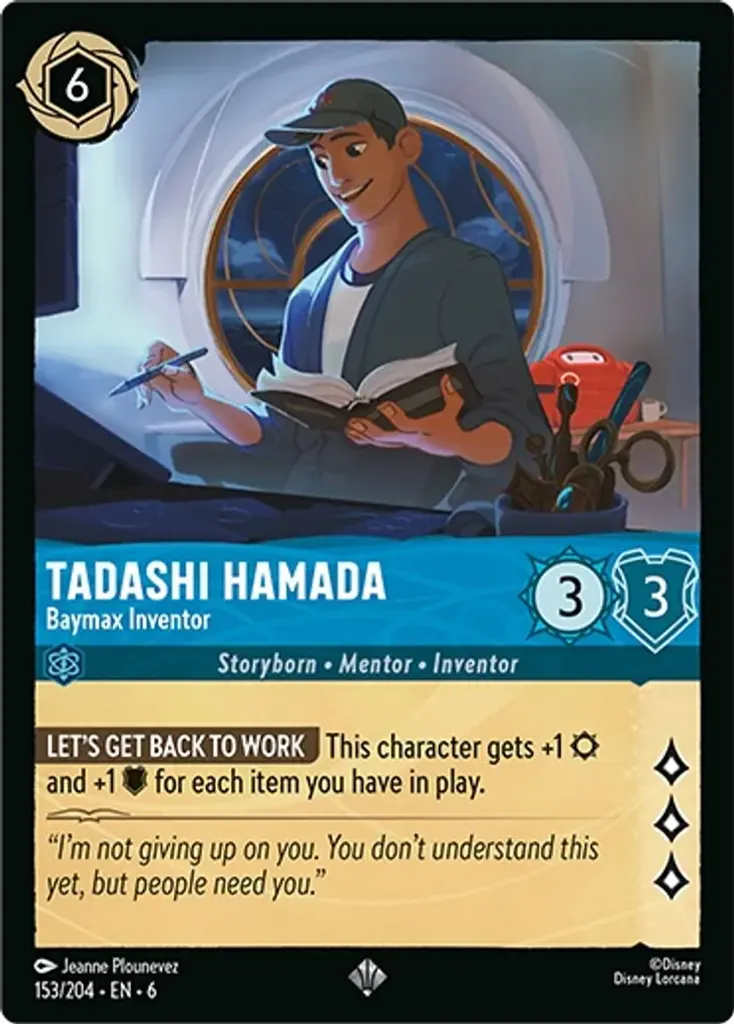 6
TADASHI HAMADA
Baymax Inventor
3
3
Storyborn • Mentor • Inventor
LET'S GET BACK TO WORK This character gets +1
and +1 for each item you have in play.
“I'm not giving up on you. You don't understand this
yet, but people need you.”
Jeanne Plounevez
153/204 • EN • 6
©Disney
Disney Lorcana